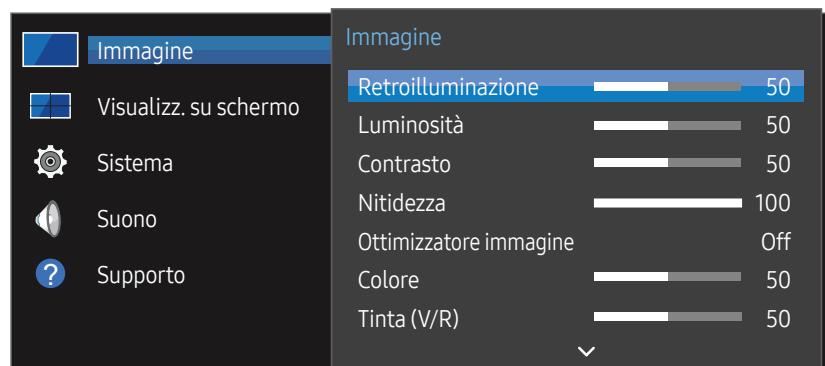 Immagine
Visualizz. su schermo
Sistema
Suono
?
Supporto
Immagine
Retroilluminazione 50
Luminosità 50
Contrasto 50
Nitidezza 100
Ottimizzatore immagine Off
Colore 50
Tinta (V/R) 50